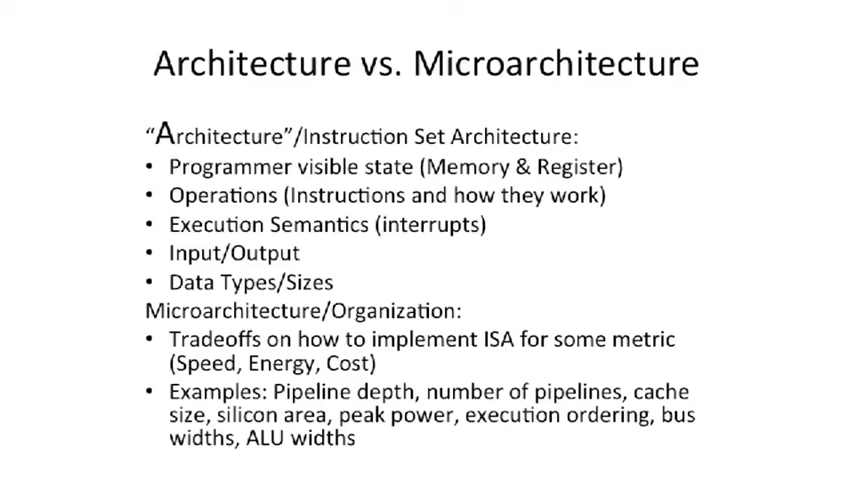 Architecture vs. Microarchitecture
“Architecture”/Instruction Set Architecture:
• Programmer visible state (Memory & Register)
• Operations (Instructions and how they work)
• Execution Semantics (interrupts)
• Input/Output
• Data Types/Sizes
Microarchitecture/Organization:
• Tradeoffs on how to implement ISA for some metric
(Speed, Energy, Cost)
• Examples: Pipeline depth, number of pipelines, cache
size, silicon area, peak power, execution ordering, bus
widths, ALU widths